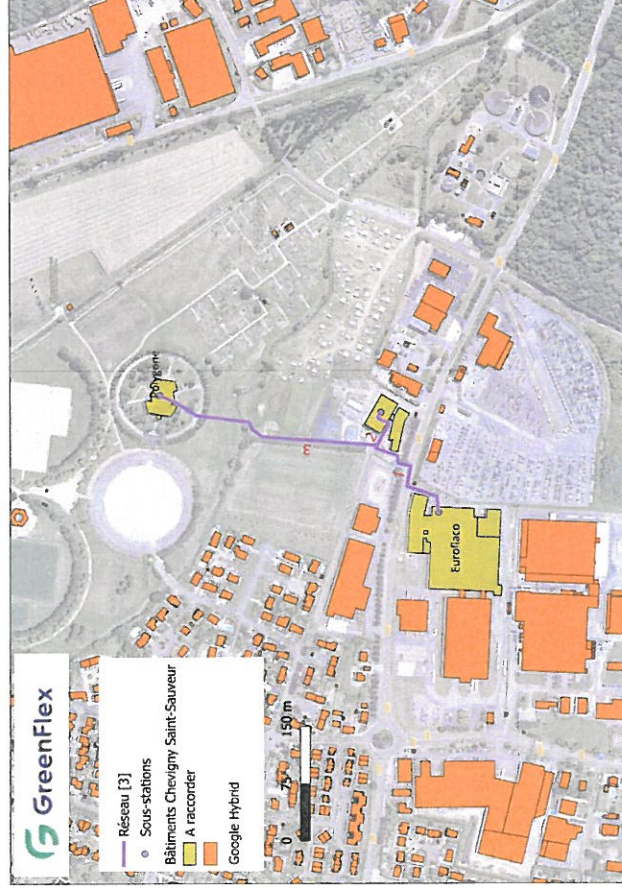 GreenFlex
Réseau [3]
Sous-stations
Bâtiments Chevigny Saint-Sauveur
A raccorder
Google Hybrid
0 75 150 m
Polygone
3
2
1
Euroflaco